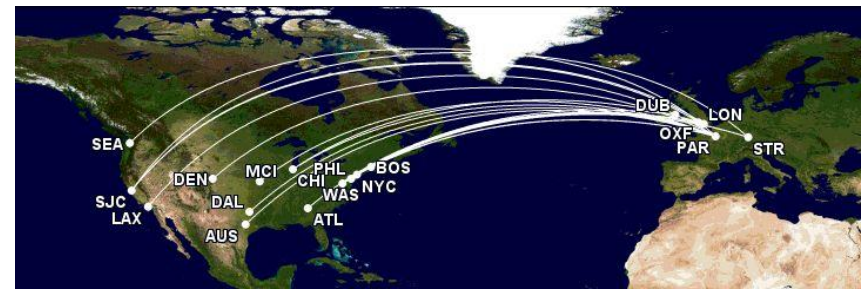 SEA
SJC
LAX
DEN
DAL
AUS
MCI
CHI
PHL
WAS
ATL
NYC
BOS
DUB
LON
OXF
PAR
STR